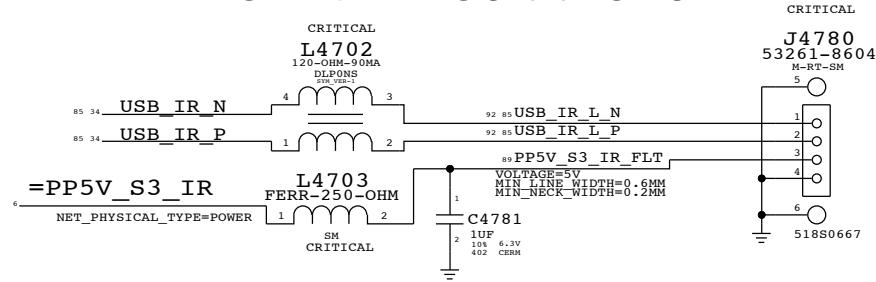 CRITICAL
J4780
53261-8604
M-RT-SM
5
CRITICAL
L4702
120-OHM-90MA
DLP0NS
SYM_VER-1
4 3
85 34 USB_IR_N
92 85 USB_IR_L_N 1
85 34 USB_IR_P
1 2
92 85 USB_IR_L_P 2
89 PP5V_S3_IR_FLT 3
VOLTAGE=5V
MIN_LINE_WIDTH=0.6MM
MIN_NECK_WIDTH=0.2MM
4
L4703
FERR-250-OHM
6 =PP5V_S3_IR
NET_PHYSICAL_TYPE=POWER
1 2
SM
CRITICAL
1
C4781
1UF
2
10% 6.3V
402 CERM
6
518S0667